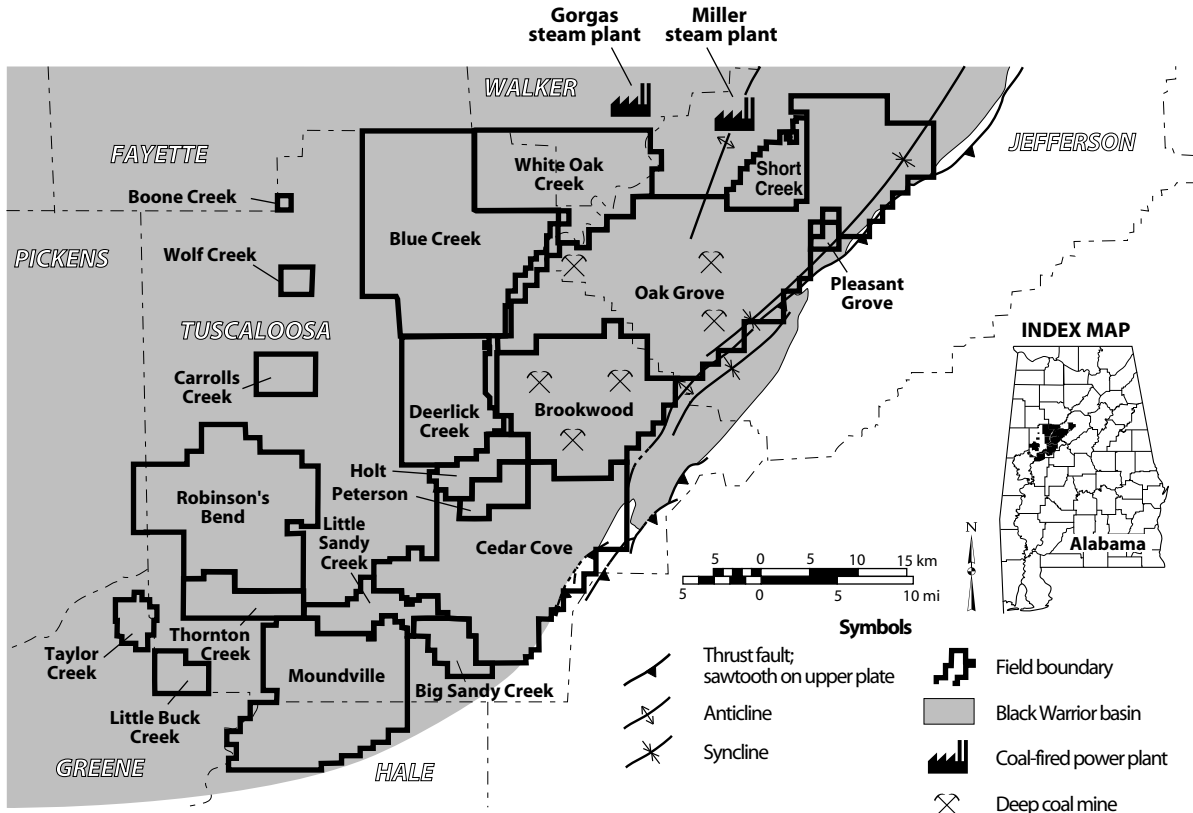 Gorgas
steam plant
Miller
steam plant
WALKER
JEFFERSON
FAYETTE
White Oak
Creek
Short
Creek
Boone Creek
Blue Creek
PICKENS
Wolf Creek
Oak Grove
Pleasant
Grove
TUSCALOOSA
INDEX MAP
Carrolls
Creek
Deerlick
Creek
Brookwood
Holt
Peterson
Robinson's
Bend
Little
Sandy
Creek
Cedar Cove
N
Alabama
5 0 5 10 15 km
5 0 5 10 mi
Taylor
Creek
Thornton
Creek
Moundville
Big Sandy Creek
Little Buck
Creek
GREENE
HALE
Symbols
Thrust fault;
sawtooth on upper plate
Anticline
Syncline
Field boundary
Black Warrior basin
Coal-fired power plant
Deep coal mine